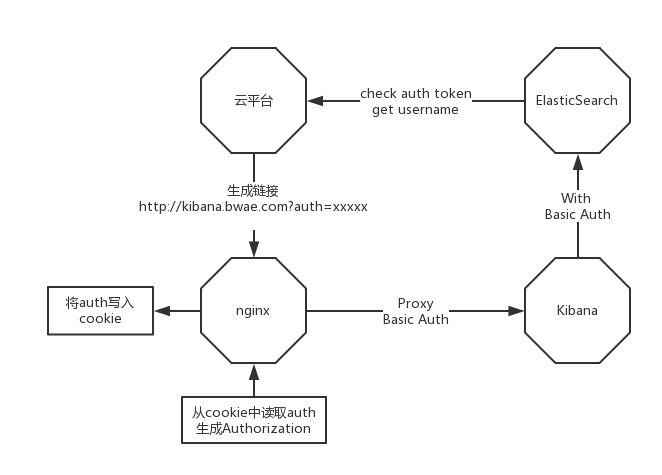 云平台
check auth token
get username
ElasticSearch
生成链接
http://kibana.bwae.com?auth=xxxxx
With
Basic Auth
将auth写入
cookie
nginx
Proxy
Basic Auth
Kibana
从cookie中读取auth
生成Authorization